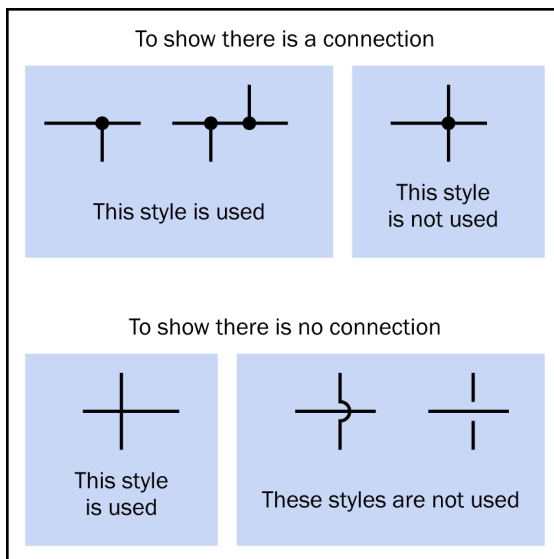 To show there is a connection
This style is used
This style
is not used
To show there is no connection
This style
is used
These styles are not used